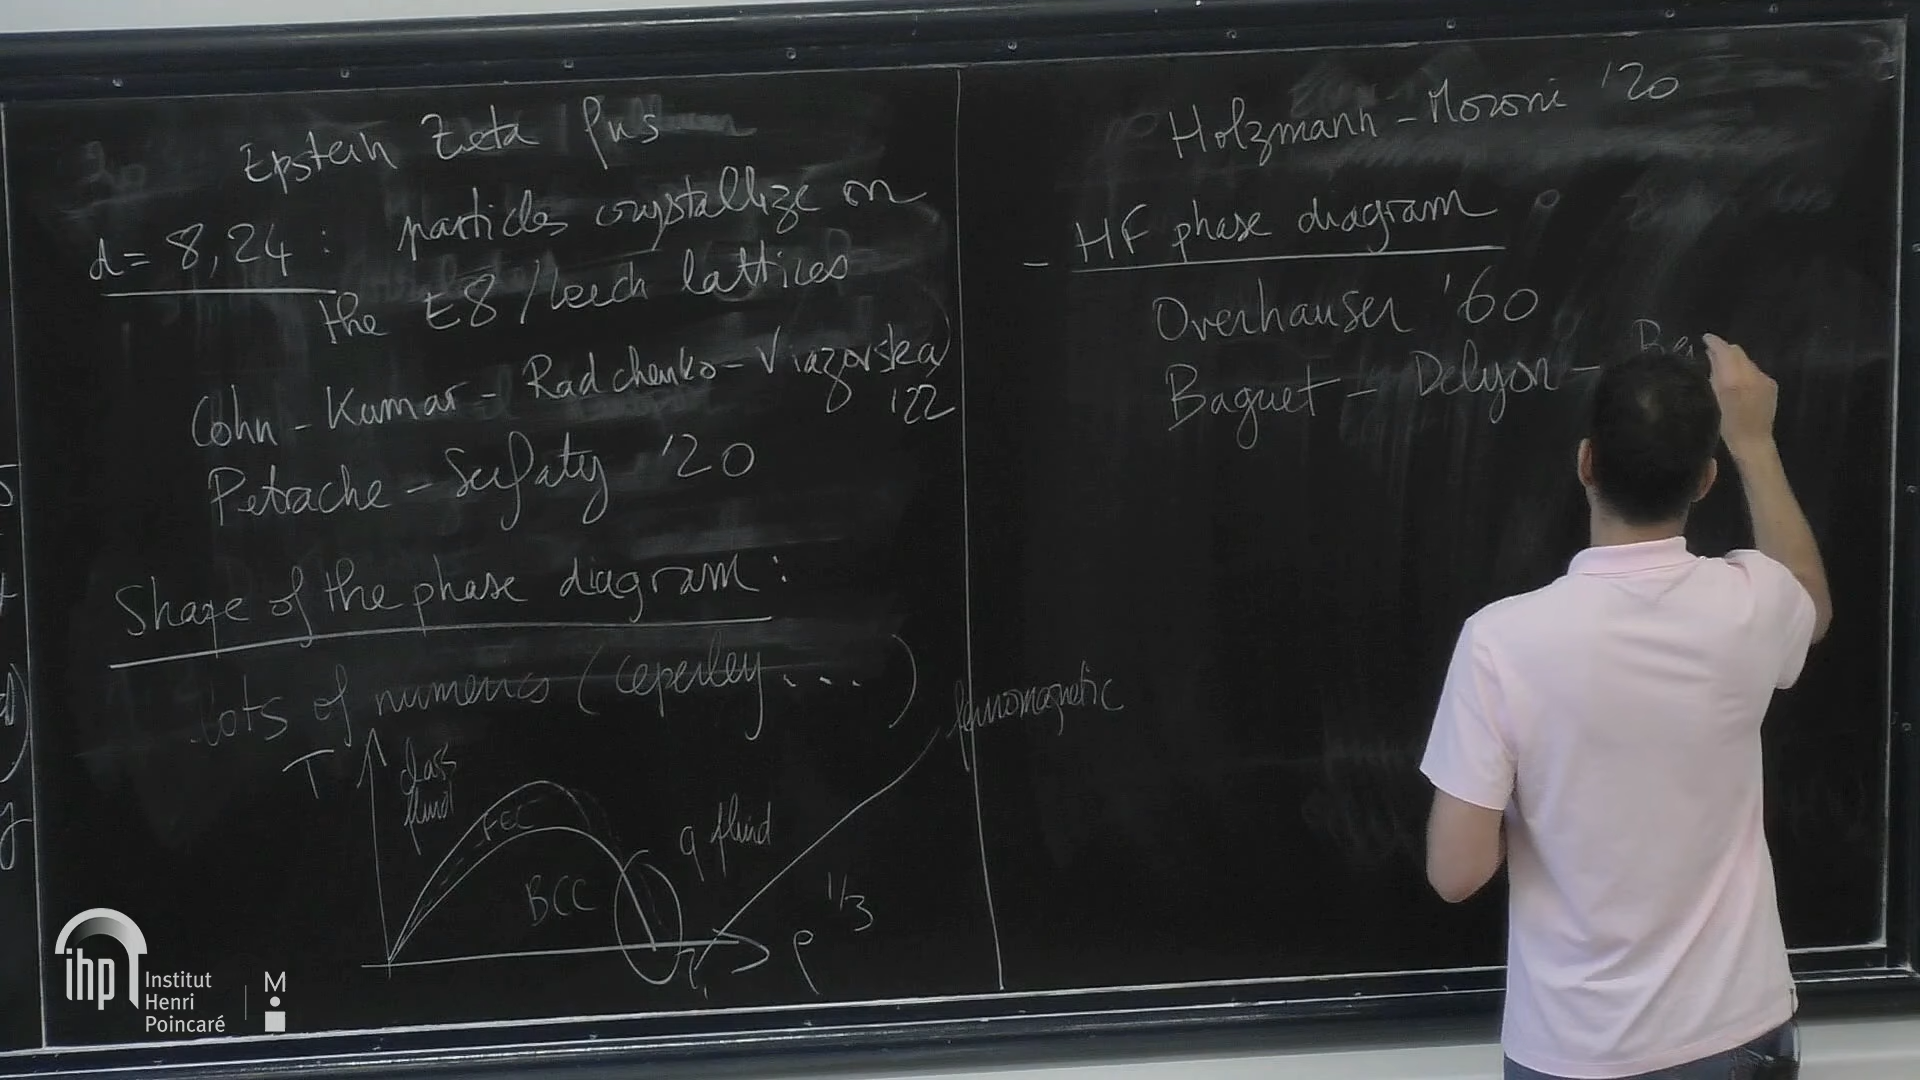 Epstein Zeta fns
d = 8, 24 : particles crystallize on
the E8 / Leech lattices
Cohn - Kumar - Radchenko - Viazovska
'22
Petrache - Serfaty '20
Shape of the phase diagram :
lots of numerics (Ceperley ... )
T
class
fluid
FCC
q fluid
BCC
ρ 1/3
ferromagnetic
Holzmann - Moroni '20
- HF phase diagram
Overhauser '60
Baguet - Delyon - Be
ihp Institut
Henri
Poincaré
M